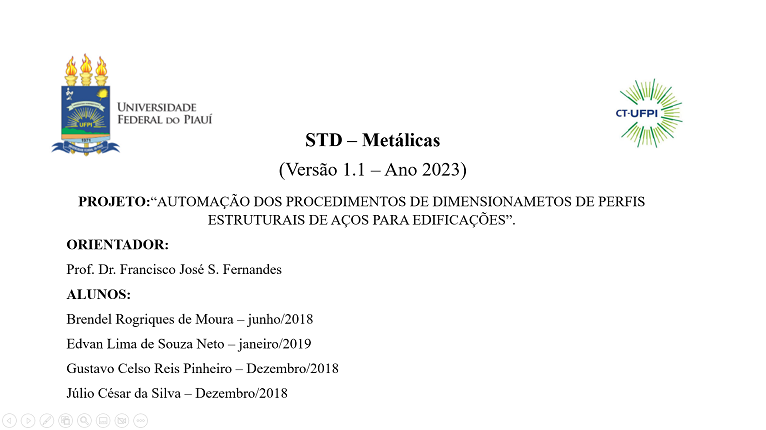 UNIVERSIDADE
FEDERAL DO PIAUÍ
UFPI
CT-UFPI
STD – Metálicas
(Versão 1.1 – Ano 2023)
PROJETO:“AUTOMAÇÃO DOS PROCEDIMENTOS DE DIMENSIONAMETOS DE PERFIS
ESTRUTURAIS DE AÇOS PARA EDIFICAÇÕES”.
ORIENTADOR:
Prof. Dr. Francisco José S. Fernandes
ALUNOS:
Brendel Rogriques de Moura – junho/2018
Edvan Lima de Souza Neto – janeiro/2019
Gustavo Celso Reis Pinheiro – Dezembro/2018
Júlio César da Silva – Dezembro/2018